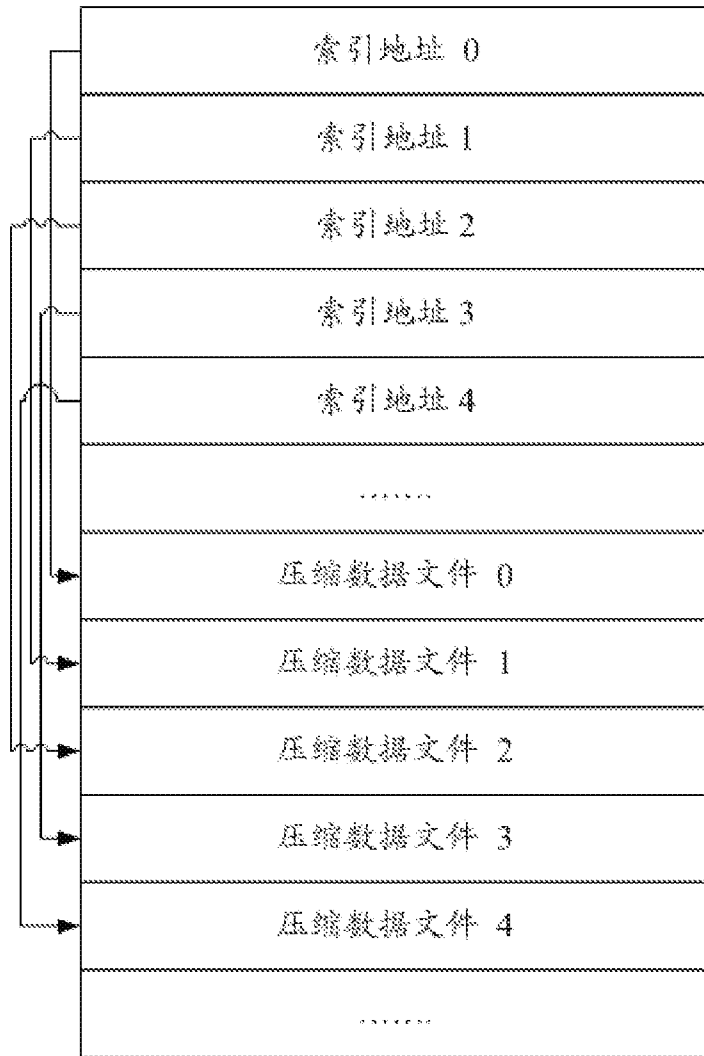 索引地址 0
索引地址 1
索引地址 2
索引地址 3
索引地址 4
.......
压缩数据文件 0
压缩数据文件 1
压缩数据文件 2
压缩数据文件 3
压缩数据文件 4
.......